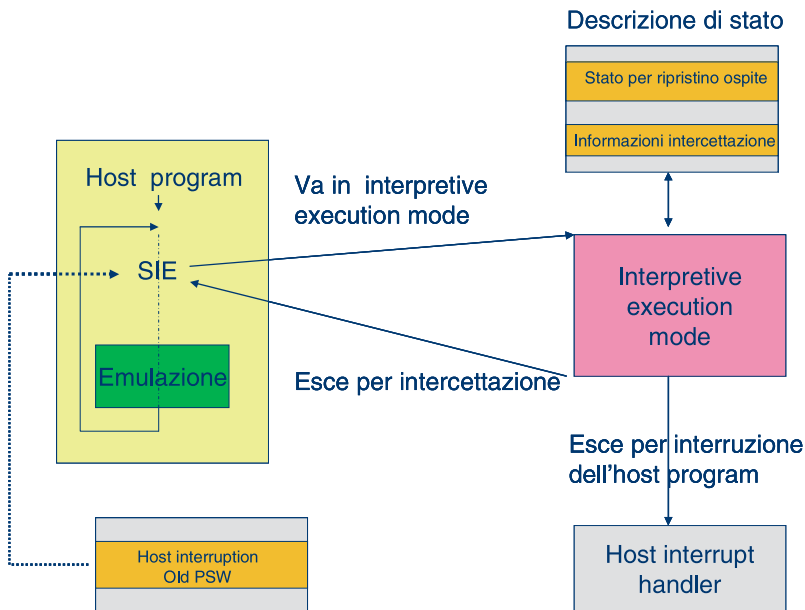 Descrizione di stato
Stato per ripristino ospite
Informazioni intercettazione
Host program
Va in interpretive
execution mode
SIE
Interpretive
execution
mode
Emulazione
Esce per intercettazione
Esce per interruzione
dell'host program
Host interruption
Old PSW
Host interrupt
handler